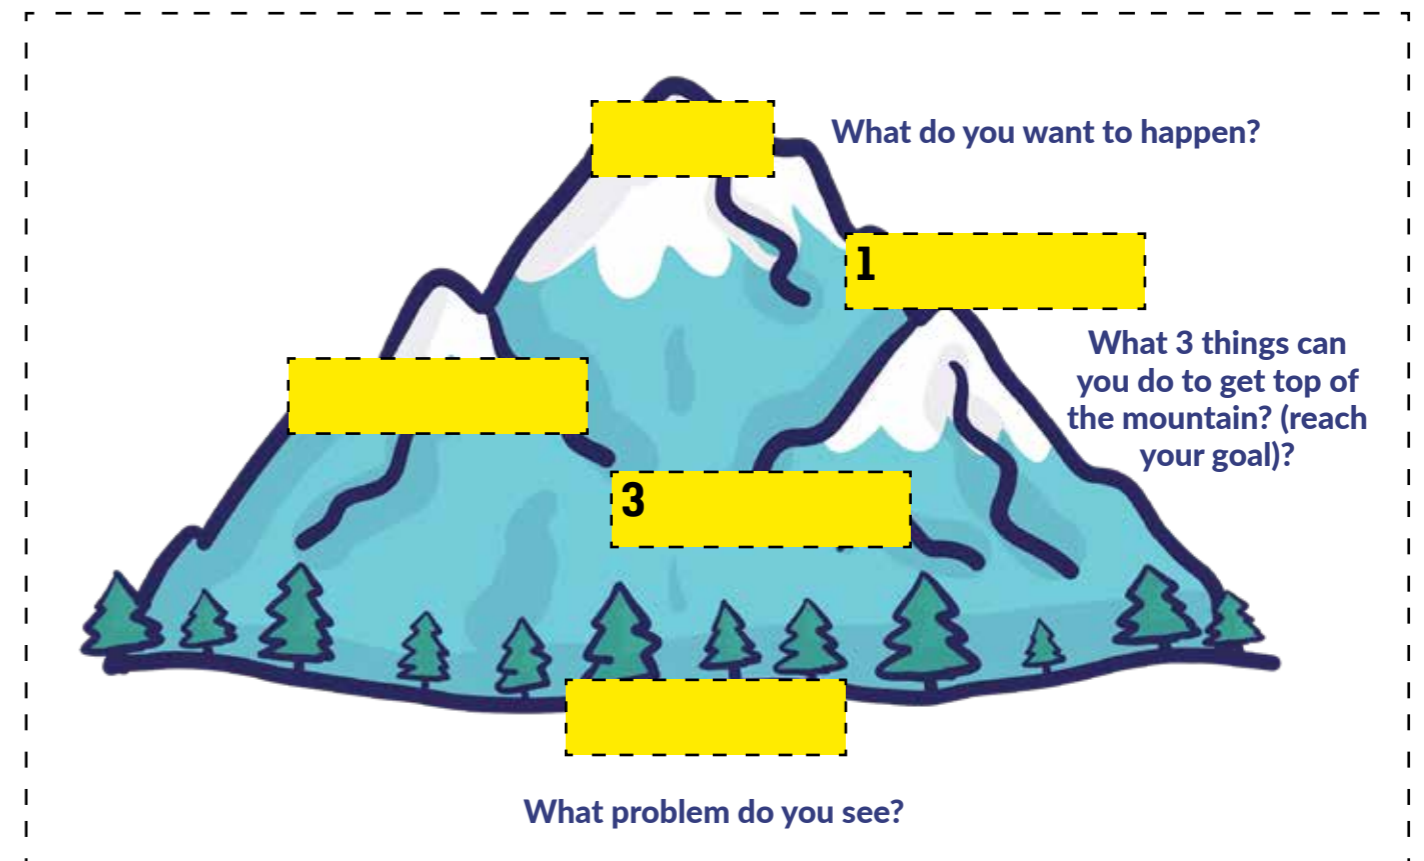 What do you want to happen?
1
What 3 things can
you do to get top of
the mountain? (reach
your goal)?
3
What problem do you see?